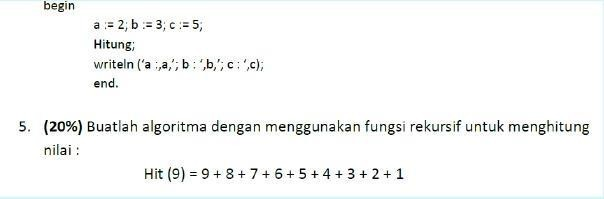 begin
a := 2; b := 3; c := 5;
Hitung;
writeln (‘a :,a,’; b : ‘,b,’; c : ‘,c);
end.
5. (20%) Buatlah algoritma dengan menggunakan fungsi rekursif untuk menghitung
nilai :
Hit (9) = 9 + 8 + 7 + 6 + 5 + 4 + 3 + 2 + 1